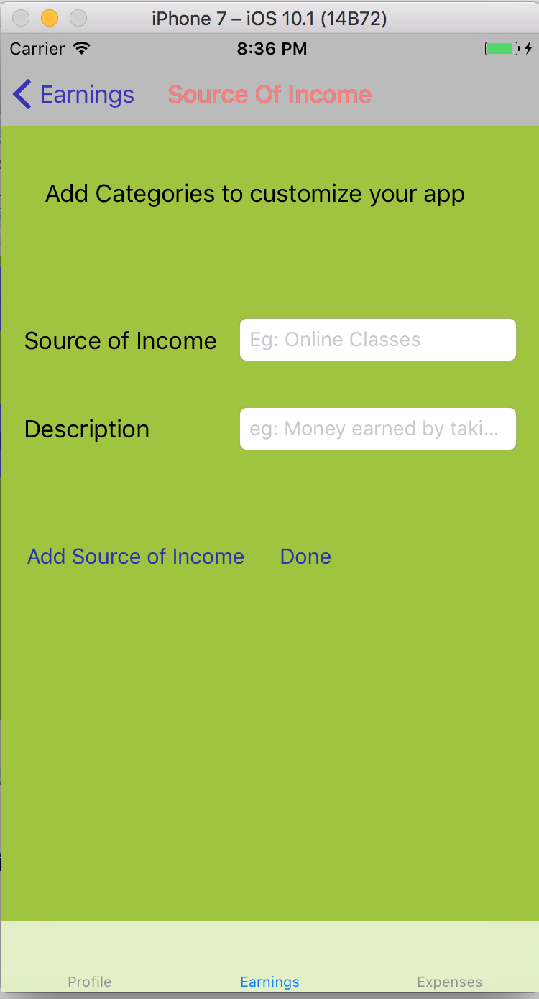 iPhone 7 – iOS 10.1 (14B72)
Carrier 8:36 PM
Earnings Source Of Income
Add Categories to customize your app
Source of Income Eg: Online Classes
Description eg: Money earned by taki...
Add Source of Income Done
Profile Earnings Expenses